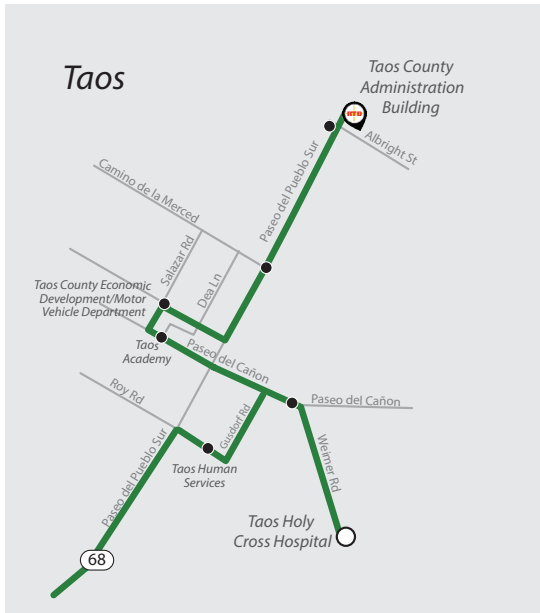 Taos
Taos County
Administration
Building
RTD
Albright St
Paseo del Pueblo Sur
Camino de la Merced
Salazar Rd
Dea Ln
Taos County Economic
Development/Motor
Vehicle Department
Taos
Academy
Paseo del Cañon
Paseo del Cañon
Roy Rd
Gusdorf Rd
Weimer Rd
Paseo del Pueblo Sur
Taos Human
Services
Taos Holy
Cross Hospital
68